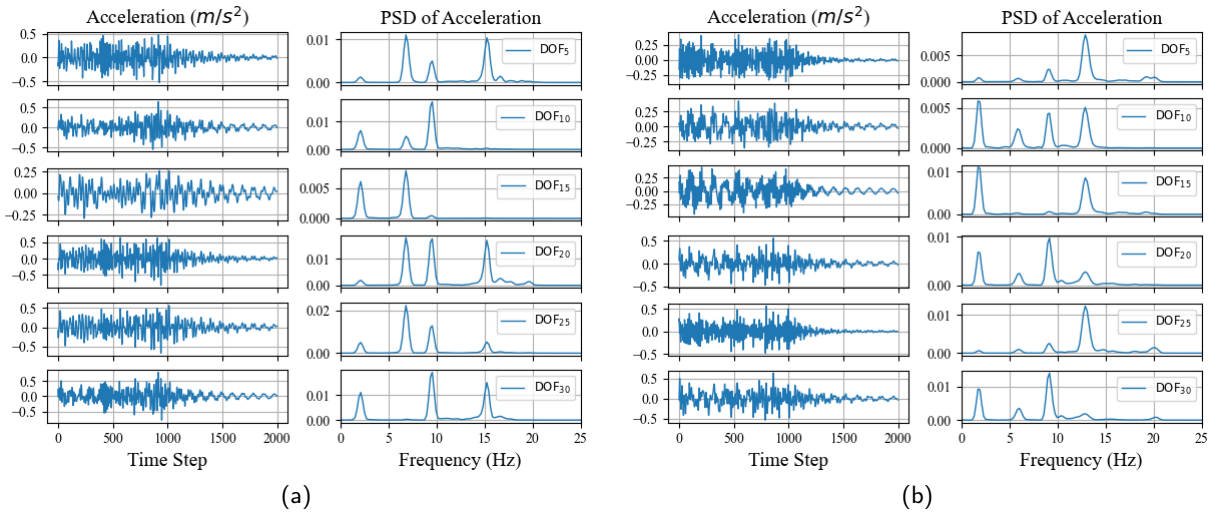 Acceleration (m/s²)
PSD of Acceleration
0.5
0.0
−0.5
0.01
0.00
DOF₅
0.5
0.0
−0.5
0.01
0.00
DOF₁₀
0.25
0.00
−0.25
0.005
0.000
DOF₁₅
0.5
0.0
−0.5
0.01
0.00
DOF₂₀
0.5
0.0
−0.5
0.02
0.00
DOF₂₅
0.5
0.0
−0.5
0.01
0.00
DOF₃₀
0 500 1000 1500 2000
0 5 10 15 20 25
Time Step
Frequency (Hz)
(a)
Acceleration (m/s²)
PSD of Acceleration
0.25
0.00
−0.25
0.005
0.000
DOF₅
0.25
0.00
−0.25
0.005
0.000
DOF₁₀
0.25
0.00
−0.25
0.01
0.00
DOF₁₅
0.5
0.0
−0.5
0.01
0.00
DOF₂₀
0.5
0.0
−0.5
0.01
0.00
DOF₂₅
0.5
0.0
−0.5
0.01
0.00
DOF₃₀
0 500 1000 1500 2000
0 5 10 15 20 25
Time Step
Frequency (Hz)
(b)